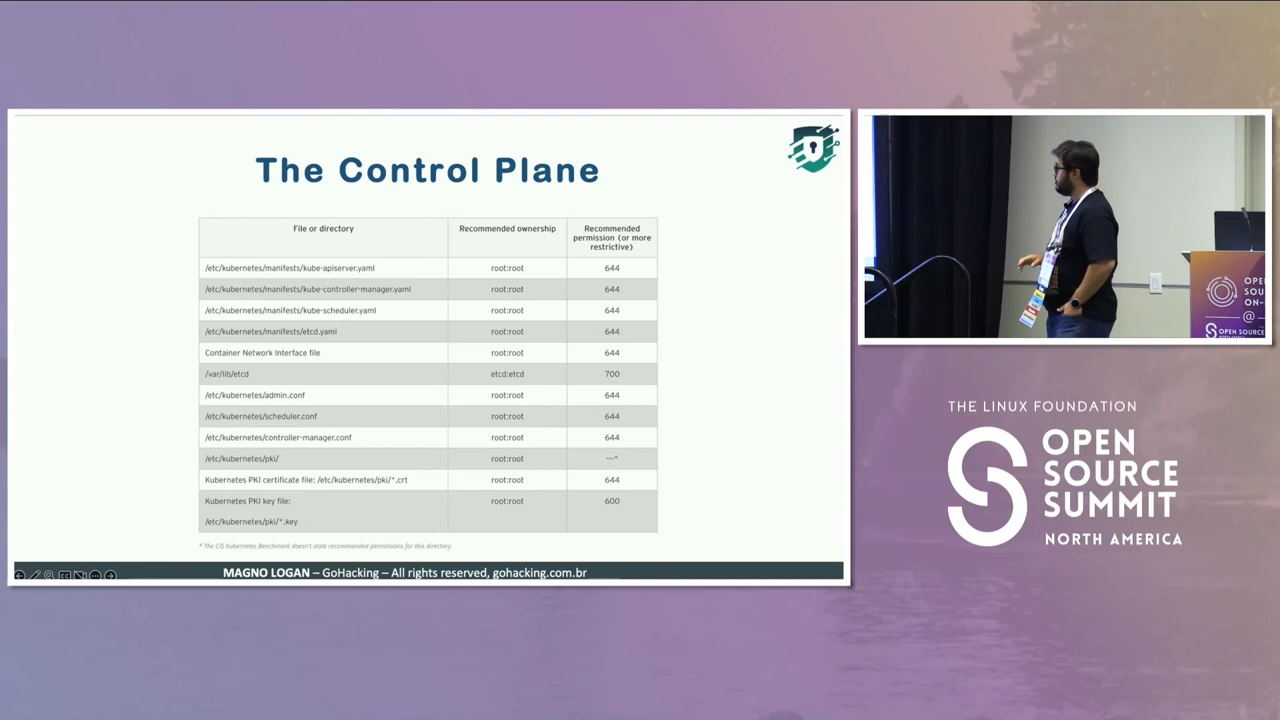 The Control Plane
File or directory
Recommended ownership
Recommended
permission (or more
restrictive)
/etc/kubernetes/manifests/kube-apiserver.yaml root:root 644
/etc/kubernetes/manifests/kube-controller-manager.yaml root:root 644
/etc/kubernetes/manifests/kube-scheduler.yaml root:root 644
/etc/kubernetes/manifests/etcd.yaml root:root 644
Container Network Interface file root:root 644
/var/lib/etcd etcd:etcd 700
/etc/kubernetes/admin.conf root:root 644
/etc/kubernetes/scheduler.conf root:root 644
/etc/kubernetes/controller-manager.conf root:root 644
/etc/kubernetes/pki/ root:root ---*
Kubernetes PKI certificate file: /etc/kubernetes/pki/*.crt root:root 644
Kubernetes PKI key file: root:root 600
/etc/kubernetes/pki/*.key
* The CIS Kubernetes Benchmark doesn't state recommended permissions for this directory
MAGNO LOGAN – GoHacking – All rights reserved, gohacking.com.br
OPE
SOU
ON-
@
OPEN SOURCE
THE LINUX FOUNDATION
OPEN
SOURCE
SUMMIT
NORTH AMERICA